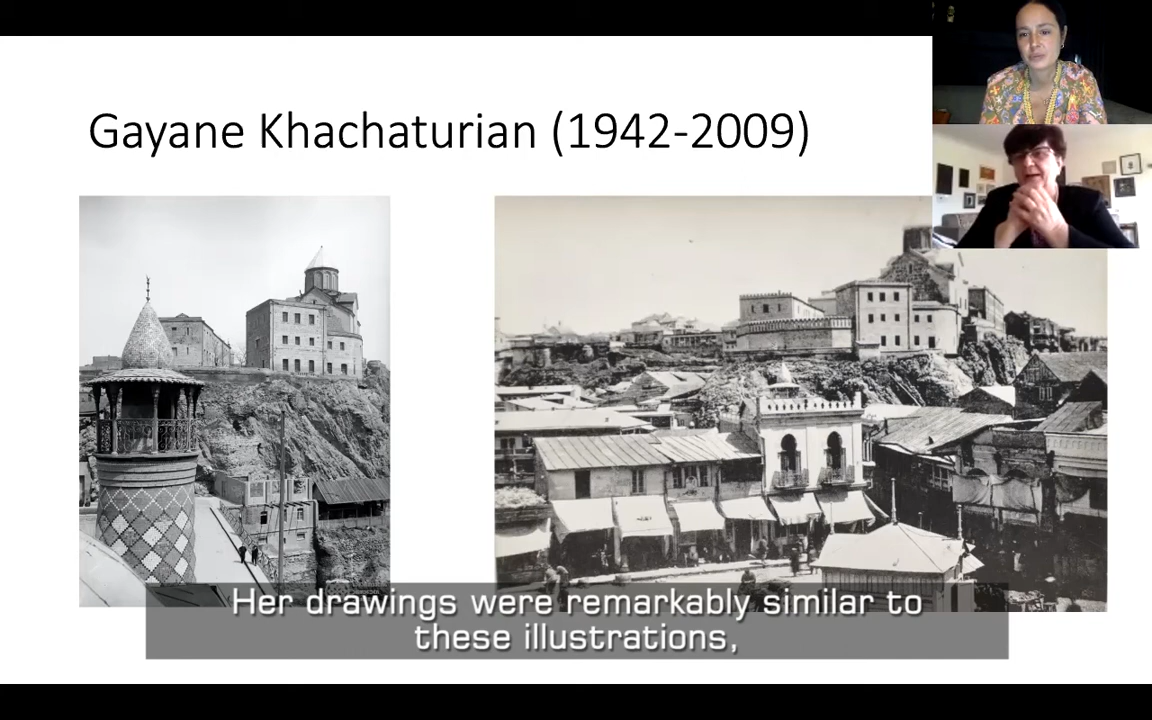 Gayane Khachaturian (1942-2009)
Her drawings were remarkably similar to
these illustrations,